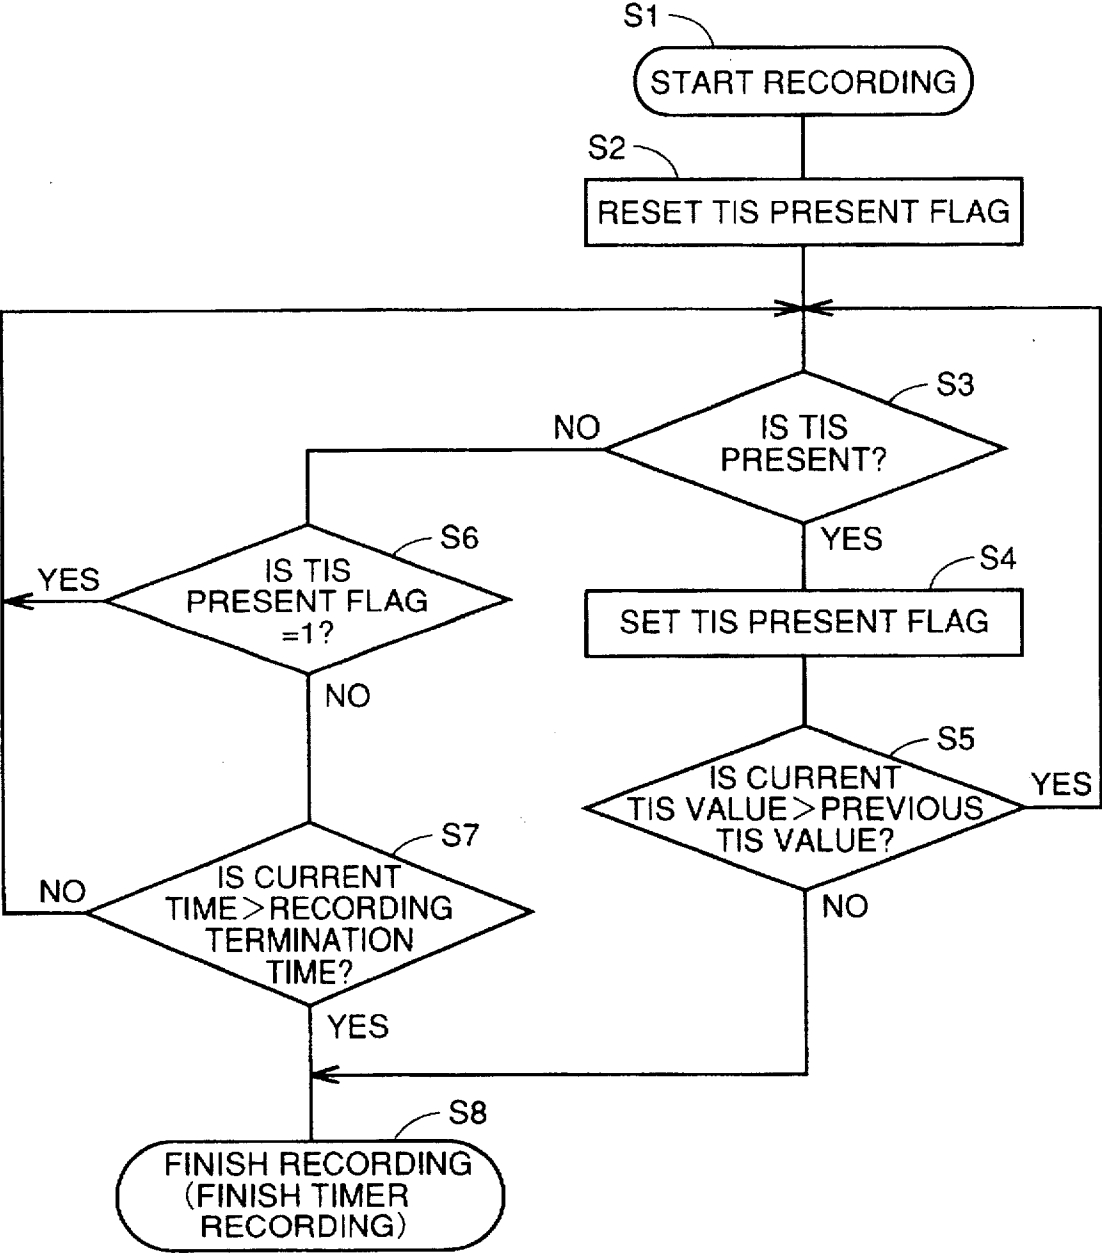 S1
START RECORDING
S2
RESET TIS PRESENT FLAG
S3
IS TIS
PRESENT?
NO
YES
S6
IS TIS
PRESENT FLAG
=1?
YES
NO
S4
SET TIS PRESENT FLAG
S5
IS CURRENT
TIS VALUE>PREVIOUS
TIS VALUE?
YES
NO
S7
IS CURRENT
TIME>RECORDING
TERMINATION
TIME?
NO
YES
S8
FINISH RECORDING
(FINISH TIMER
RECORDING)